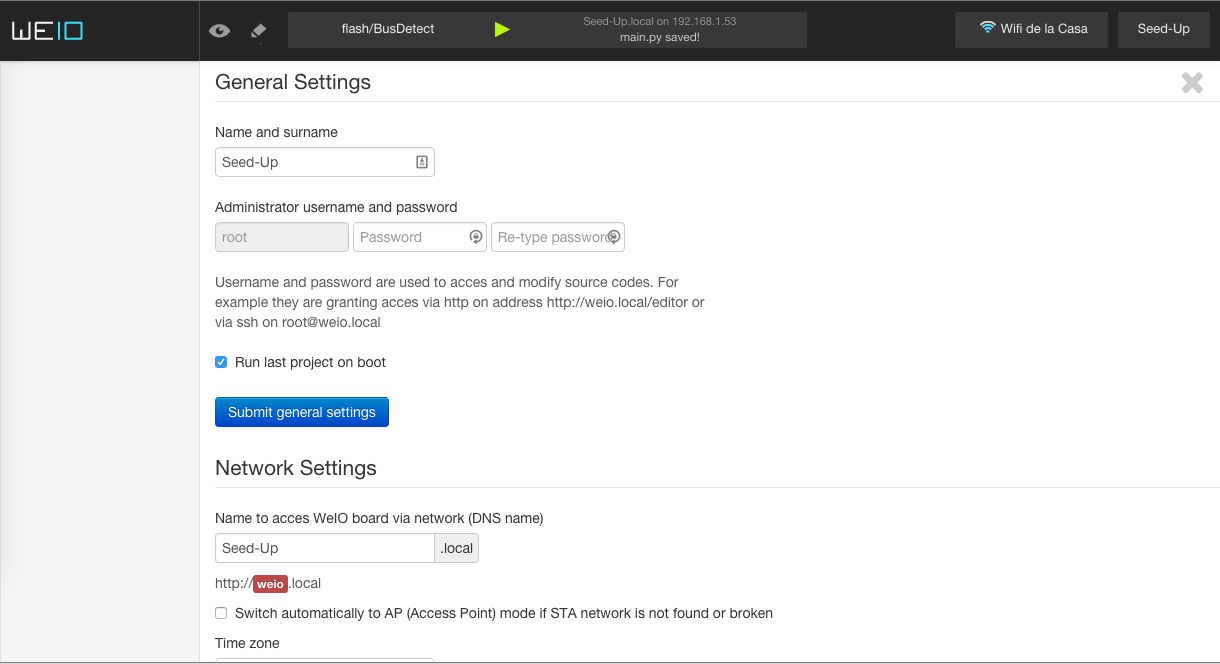 WEIO
flash/BusDetect
Seed-Up.local on 192.168.1.53
main.py saved!
Wifi de la Casa
Seed-Up
General Settings
Name and surname
Seed-Up
Administrator username and password
root
Password
Re-type password
Username and password are used to acces and modify source codes. For
example they are granting acces via http on address http://weio.local/editor or
via ssh on root@weio.local
Run last project on boot
Submit general settings
Network Settings
Name to acces WeIO board via network (DNS name)
Seed-Up .local
http://weio.local
Switch automatically to AP (Access Point) mode if STA network is not found or broken
Time zone